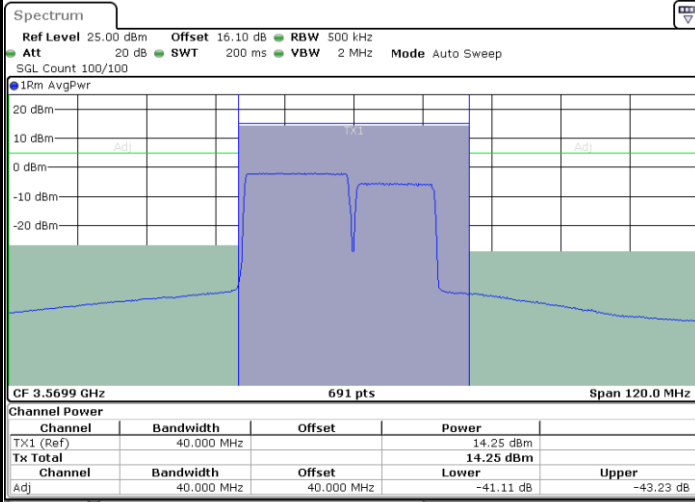 Spectrum
Ref Level 25.00 dBm Offset 16.10 dB RBW 500 kHz
Att 20 dB SWT 200 ms VBW 2 MHz Mode Auto Sweep
SGL Count 100/100
1Rm AvgPwr
20 dBm
TX1
10 dBm
Adj Adj
0 dBm
-10 dBm
-20 dBm
CF 3.5699 GHz 691 pts Span 120.0 MHz
Channel Power
Channel Bandwidth Offset Power
TX1 (Ref) 40.000 MHz 14.25 dBm
Tx Total 14.25 dBm
Channel Bandwidth Offset Lower Upper
Adj 40.000 MHz 40.000 MHz -41.11 dB -43.23 dB